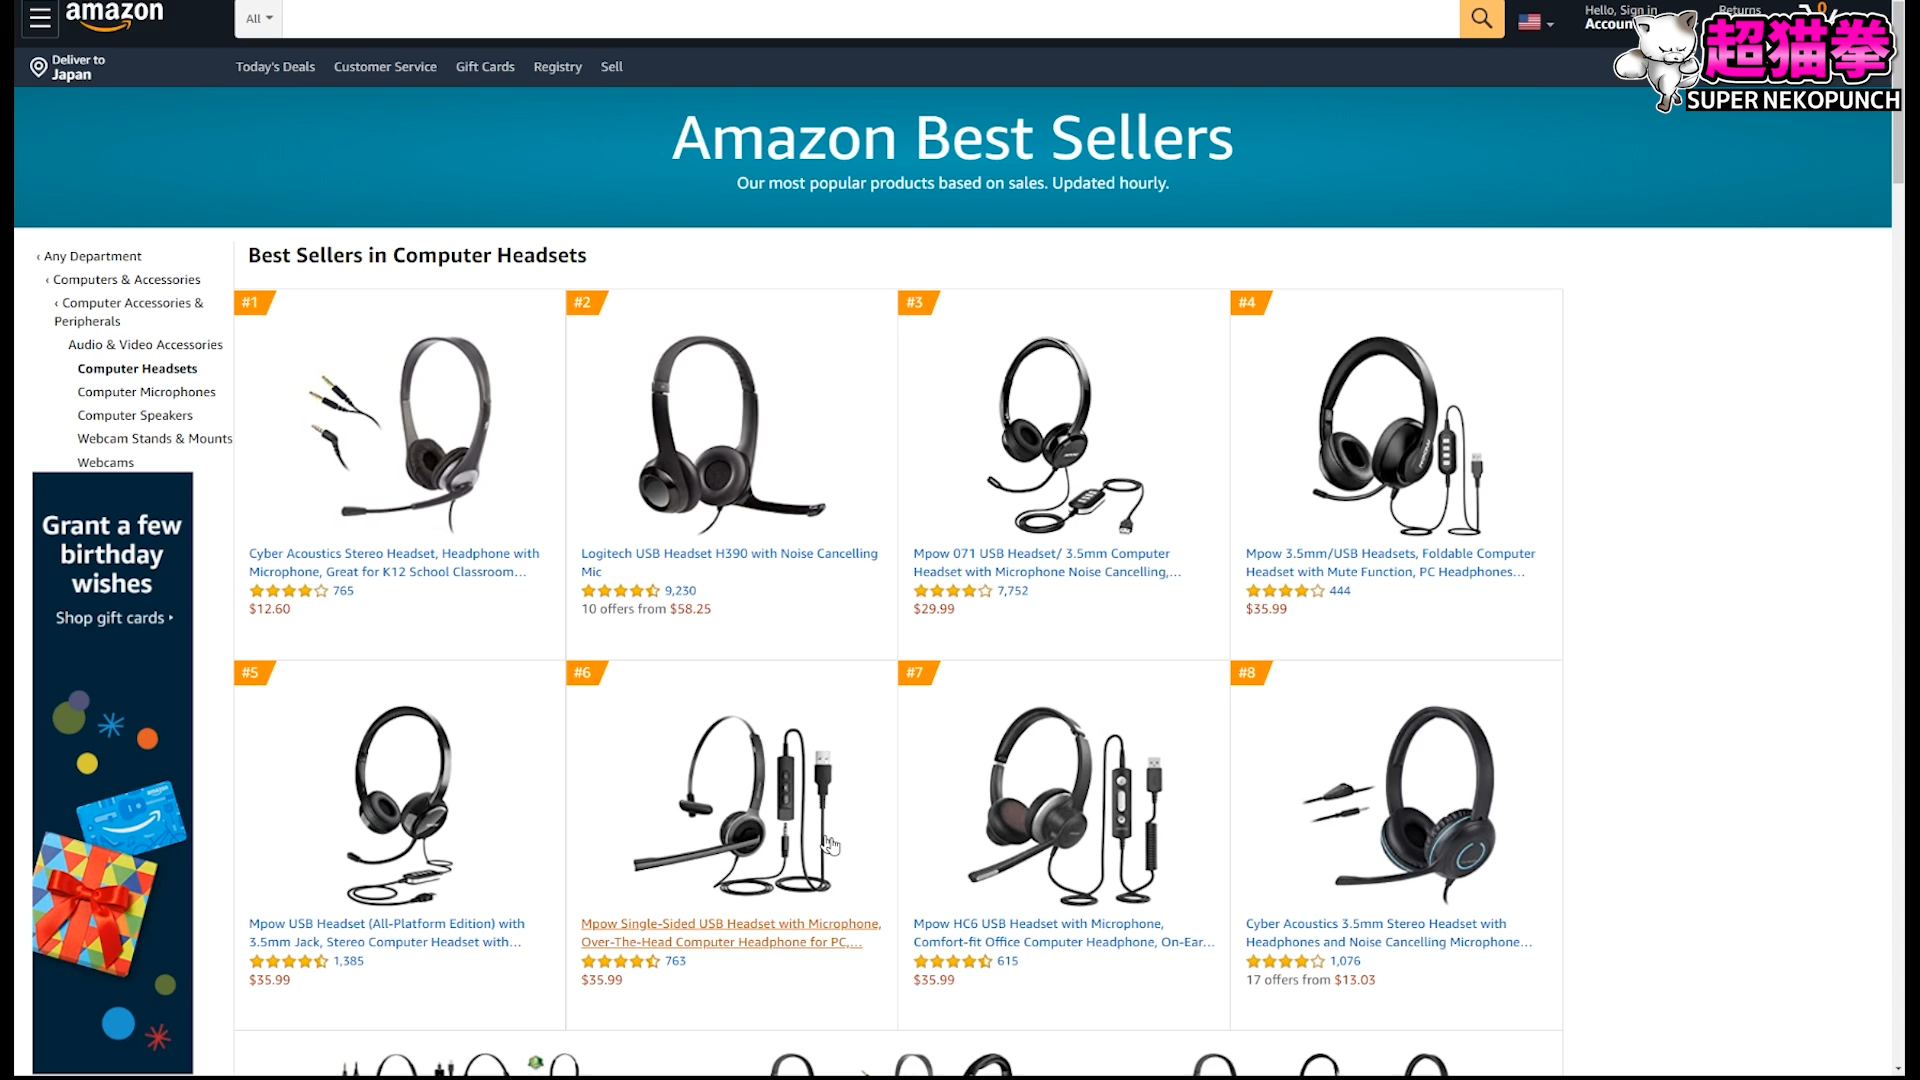 amazon
All
Hello, Sign in
Returns
0
超猫拳
SUPER NEKOPUNCH
Deliver to
Japan
Today's Deals
Customer Service
Gift Cards
Registry
Sell
Amazon Best Sellers
Our most popular products based on sales. Updated hourly.
‹ Any Department
‹ Computers & Accessories
‹ Computer Accessories &
Peripherals
Audio & Video Accessories
Computer Headsets
Computer Microphones
Computer Speakers
Webcam Stands & Mounts
Webcams
Grant a few
birthday
wishes
Shop gift cards ›
amazon
Best Sellers in Computer Headsets
#1
Cyber Acoustics Stereo Headset, Headphone with
Microphone, Great for K12 School Classroom…
765
$12.60
#2
Logitech USB Headset H390 with Noise Cancelling
Mic
9,230
10 offers from $58.25
#3
Mpow 071 USB Headset/ 3.5mm Computer
Headset with Microphone Noise Cancelling,…
7,752
$29.99
#4
Mpow 3.5mm/USB Headsets, Foldable Computer
Headset with Mute Function, PC Headphones…
444
$35.99
#5
Mpow USB Headset (All-Platform Edition) with
3.5mm Jack, Stereo Computer Headset with…
1,385
$35.99
#6
Mpow Single-Sided USB Headset with Microphone,
Over-The-Head Computer Headphone for PC,…
763
$35.99
#7
Mpow HC6 USB Headset with Microphone,
Comfort-fit Office Computer Headphone, On-Ear…
615
$35.99
#8
Cyber Acoustics 3.5mm Stereo Headset with
Headphones and Noise Cancelling Microphone…
1,076
17 offers from $13.03